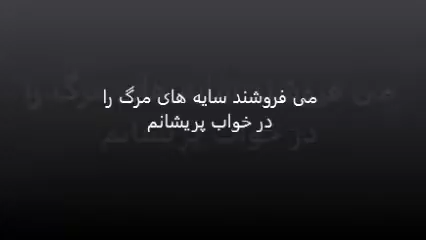 می فروشند سایه های مرگ را
در خواب پریشانم